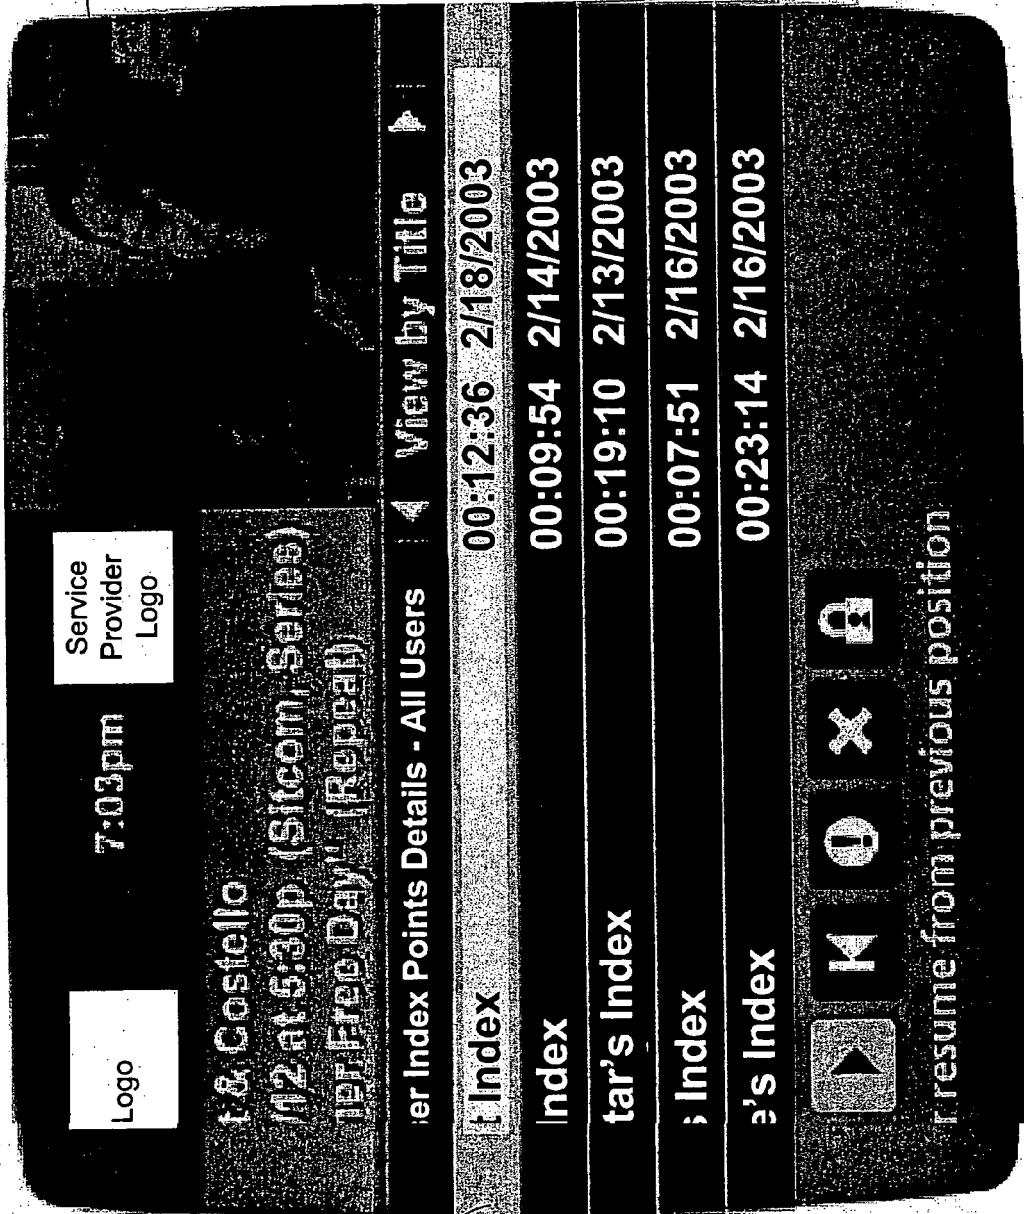 Logo
7:03pm
Service
Provider
Logo
t & Costello
/12 at 6:30p (Sitcom, Series)
ner Free Day" (Repeat)
er Index Points Details - All Users
View by Title
t Index 00:12:36 2/18/2003
Index 00:09:54 2/14/2003
tar's Index 00:19:10 2/13/2003
s Index 00:07:51 2/16/2003
e's Index 00:23:14 2/16/2003
r resume from previous position